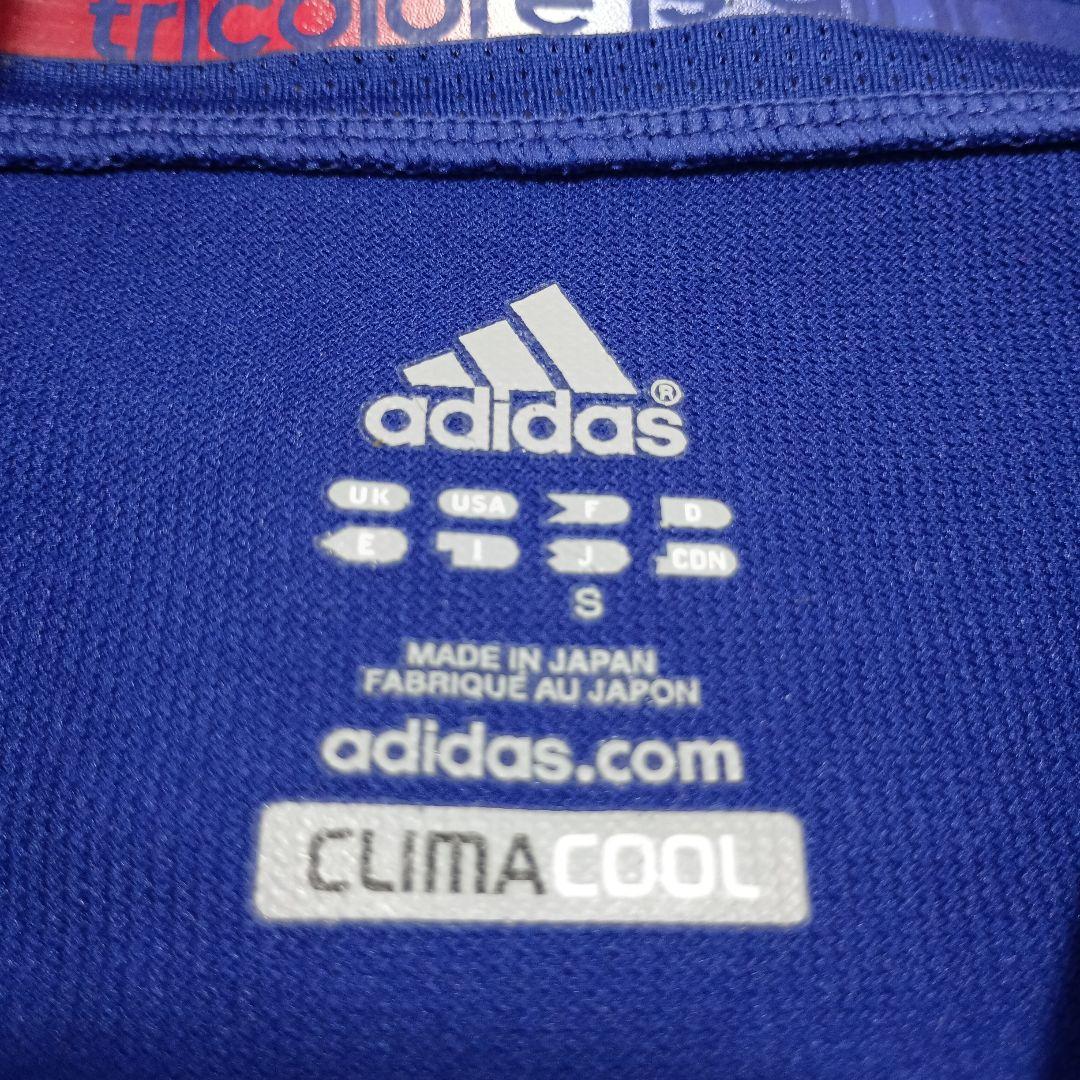 adidas®
UK USA F D
E I J CDN
S
MADE IN JAPAN
FABRIQUÉ AU JAPON
adidas.com
CLIMACOOL